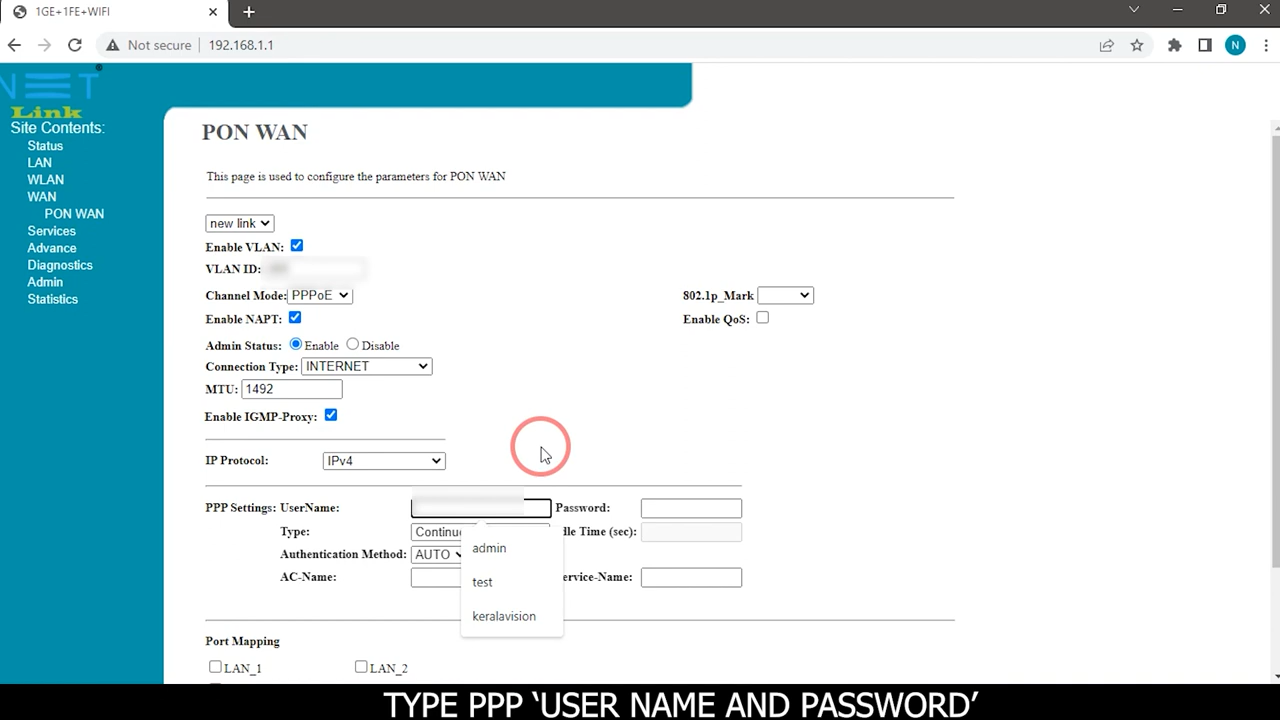 1GE+1FE+WIFI
Not secure 192.168.1.1 N
NET ®
Link
Site Contents:
Status
LAN
WLAN
WAN
PON WAN
Services
Advance
Diagnostics
Admin
Statistics
PON WAN
This page is used to configure the parameters for PON WAN
new link
Enable VLAN:
VLAN ID:
Channel Mode: PPPoE 802.1p_Mark
Enable NAPT: Enable QoS:
Admin Status: Enable Disable
Connection Type: INTERNET
MTU: 1492
Enable IGMP-Proxy:
IP Protocol: IPv4
PPP Settings: UserName: Password:
Type: Continu dle Time (sec):
Authentication Method: AUTO
AC-Name: ervice-Name:
admin
test
keralavision
Port Mapping
LAN_1 LAN_2
TYPE PPP ‘USER NAME AND PASSWORD’